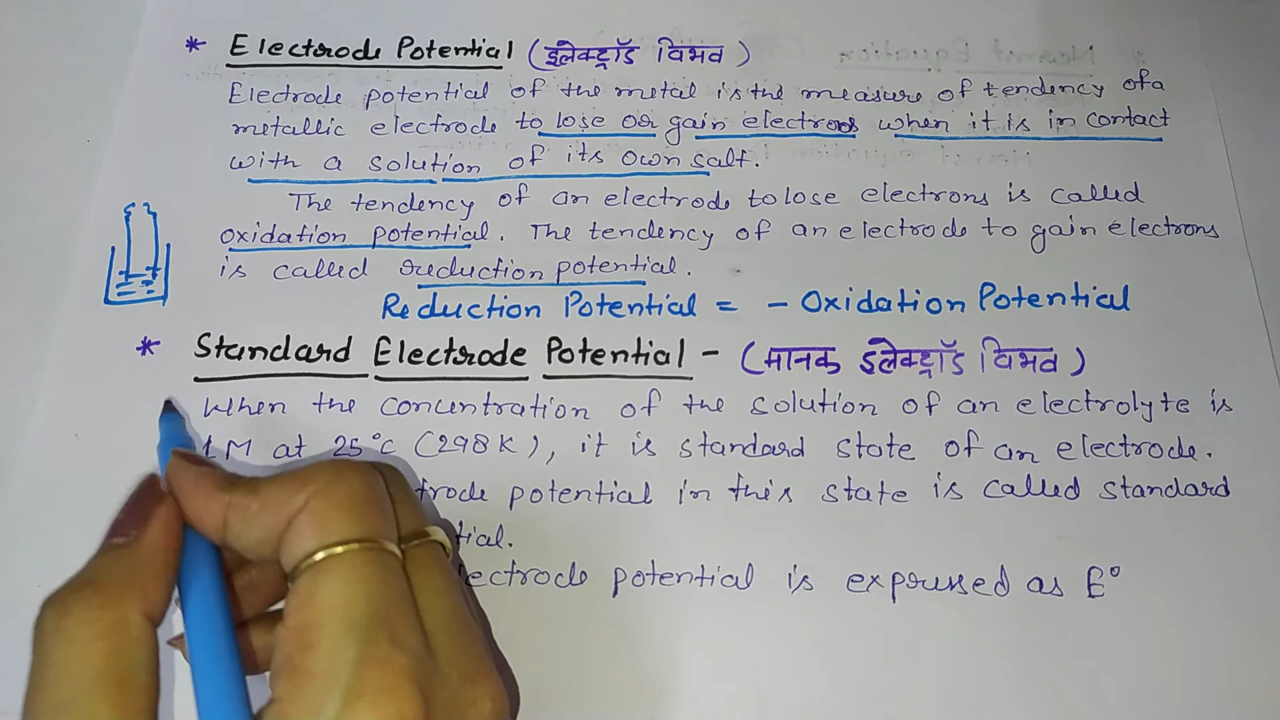 * Electrode Potential (इलेक्ट्रॉड विभव)
Electrode potential of the metal is the measure of tendency of a
metallic electrode to lose or gain electrons when it is in contact
with a solution of its own salt.
The tendency of an electrode to lose electrons is called
oxidation potential. The tendency of an electrode to gain electrons
is called reduction potential.
Reduction Potential = - Oxidation Potential
* Standard Electrode Potential - (मानक इलेक्ट्रॉड विभव)
When the concentration of the solution of an electrolyte is
1M at 25°C (298K), it is standard state of an electrode.
trode potential in this state is called standard
tial.
lectrode potential is expressed as E°